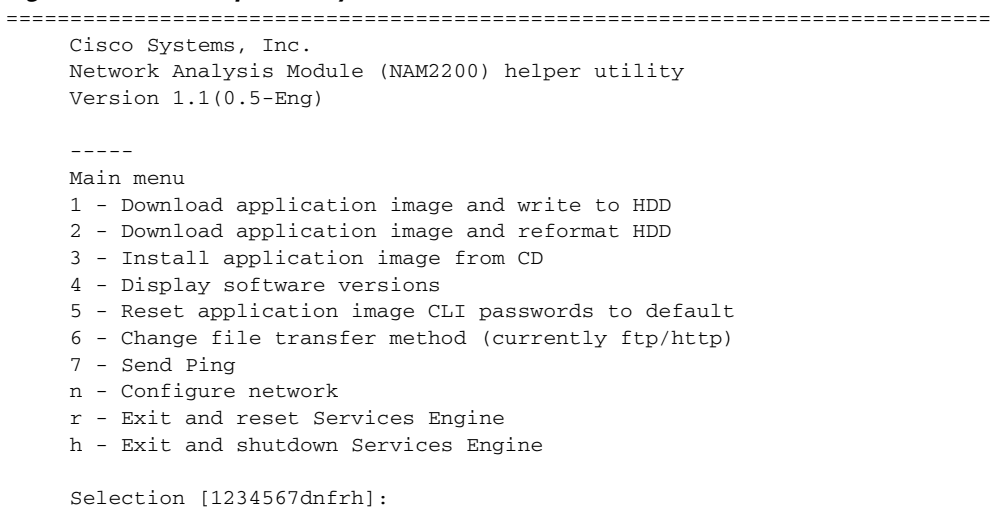 ===========================================================================
Cisco Systems, Inc.
Network Analysis Module (NAM2200) helper utility
Version 1.1(0.5-Eng)
-----
Main menu
1 - Download application image and write to HDD
2 - Download application image and reformat HDD
3 - Install application image from CD
4 - Display software versions
5 - Reset application image CLI passwords to default
6 - Change file transfer method (currently ftp/http)
7 - Send Ping
n - Configure network
r - Exit and reset Services Engine
h - Exit and shutdown Services Engine
Selection [1234567dnfrh]: